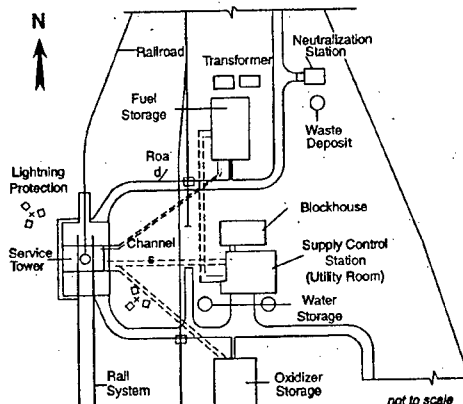 N
Railroad
Transformer
Neutralization
Station
Fuel
Storage
Waste
Deposit
Roa
d
Lightning
Protection
Blockhouse
Channel
s
Service
Tower
Supply Control
Station
(Utility Room)
Water
Storage
Rail
System
Oxidizer
Storage
not to scale